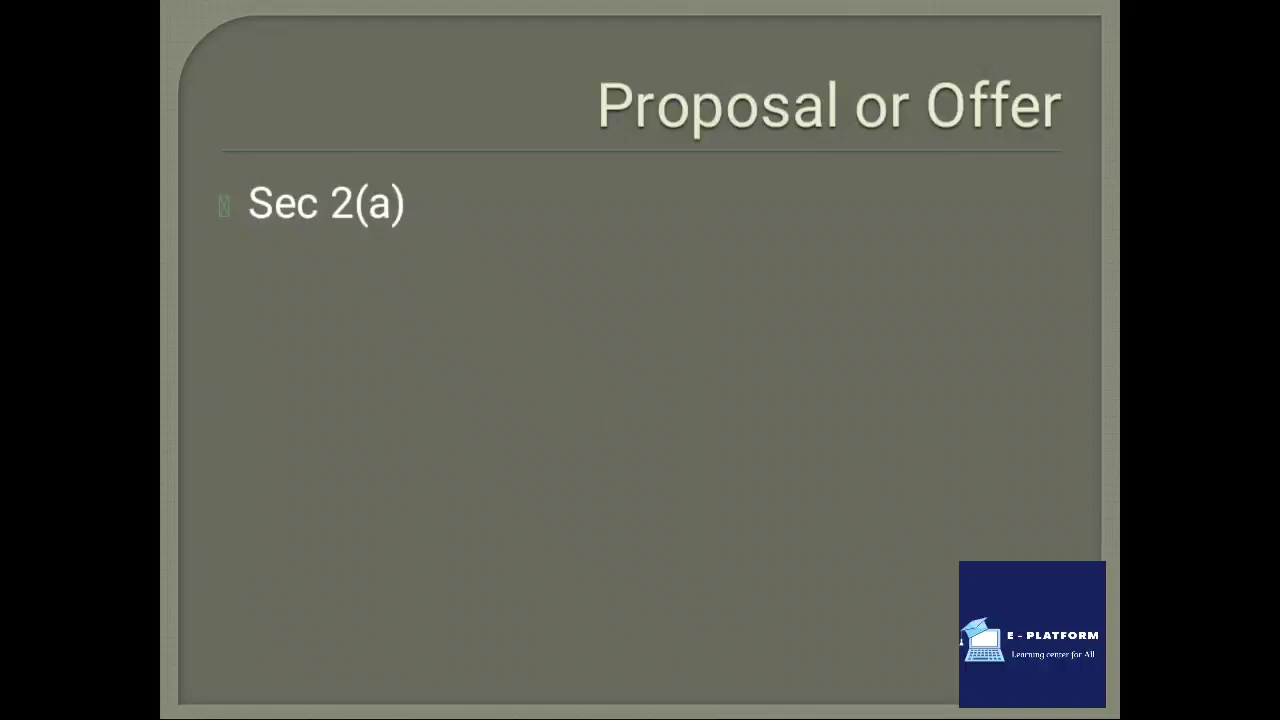 Proposal or Offer
Sec 2(a)
E - PLATFORM
Learning center for All